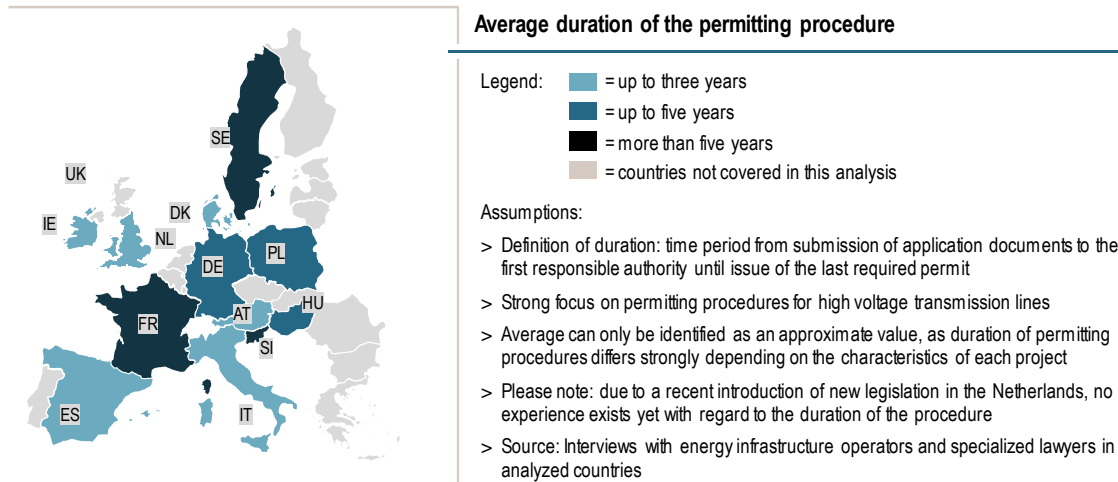 Average duration of the permitting procedure
Legend:
= up to three years
= up to five years
= more than five years
= countries not covered in this analysis
SE
UK
IE
DK
NL
DE
PL
HU
AT
FR
SI
ES
IT
Assumptions:
> Definition of duration: time period from submission of application documents to the
first responsible authority until issue of the last required permit
> Strong focus on permitting procedures for high voltage transmission lines
> Average can only be identified as an approximate value, as duration of permitting
procedures differs strongly depending on the characteristics of each project
> Please note: due to a recent introduction of new legislation in the Netherlands, no
experience exists yet with regard to the duration of the procedure
> Source: Interviews with energy infrastructure operators and specialized lawyers in
analyzed countries